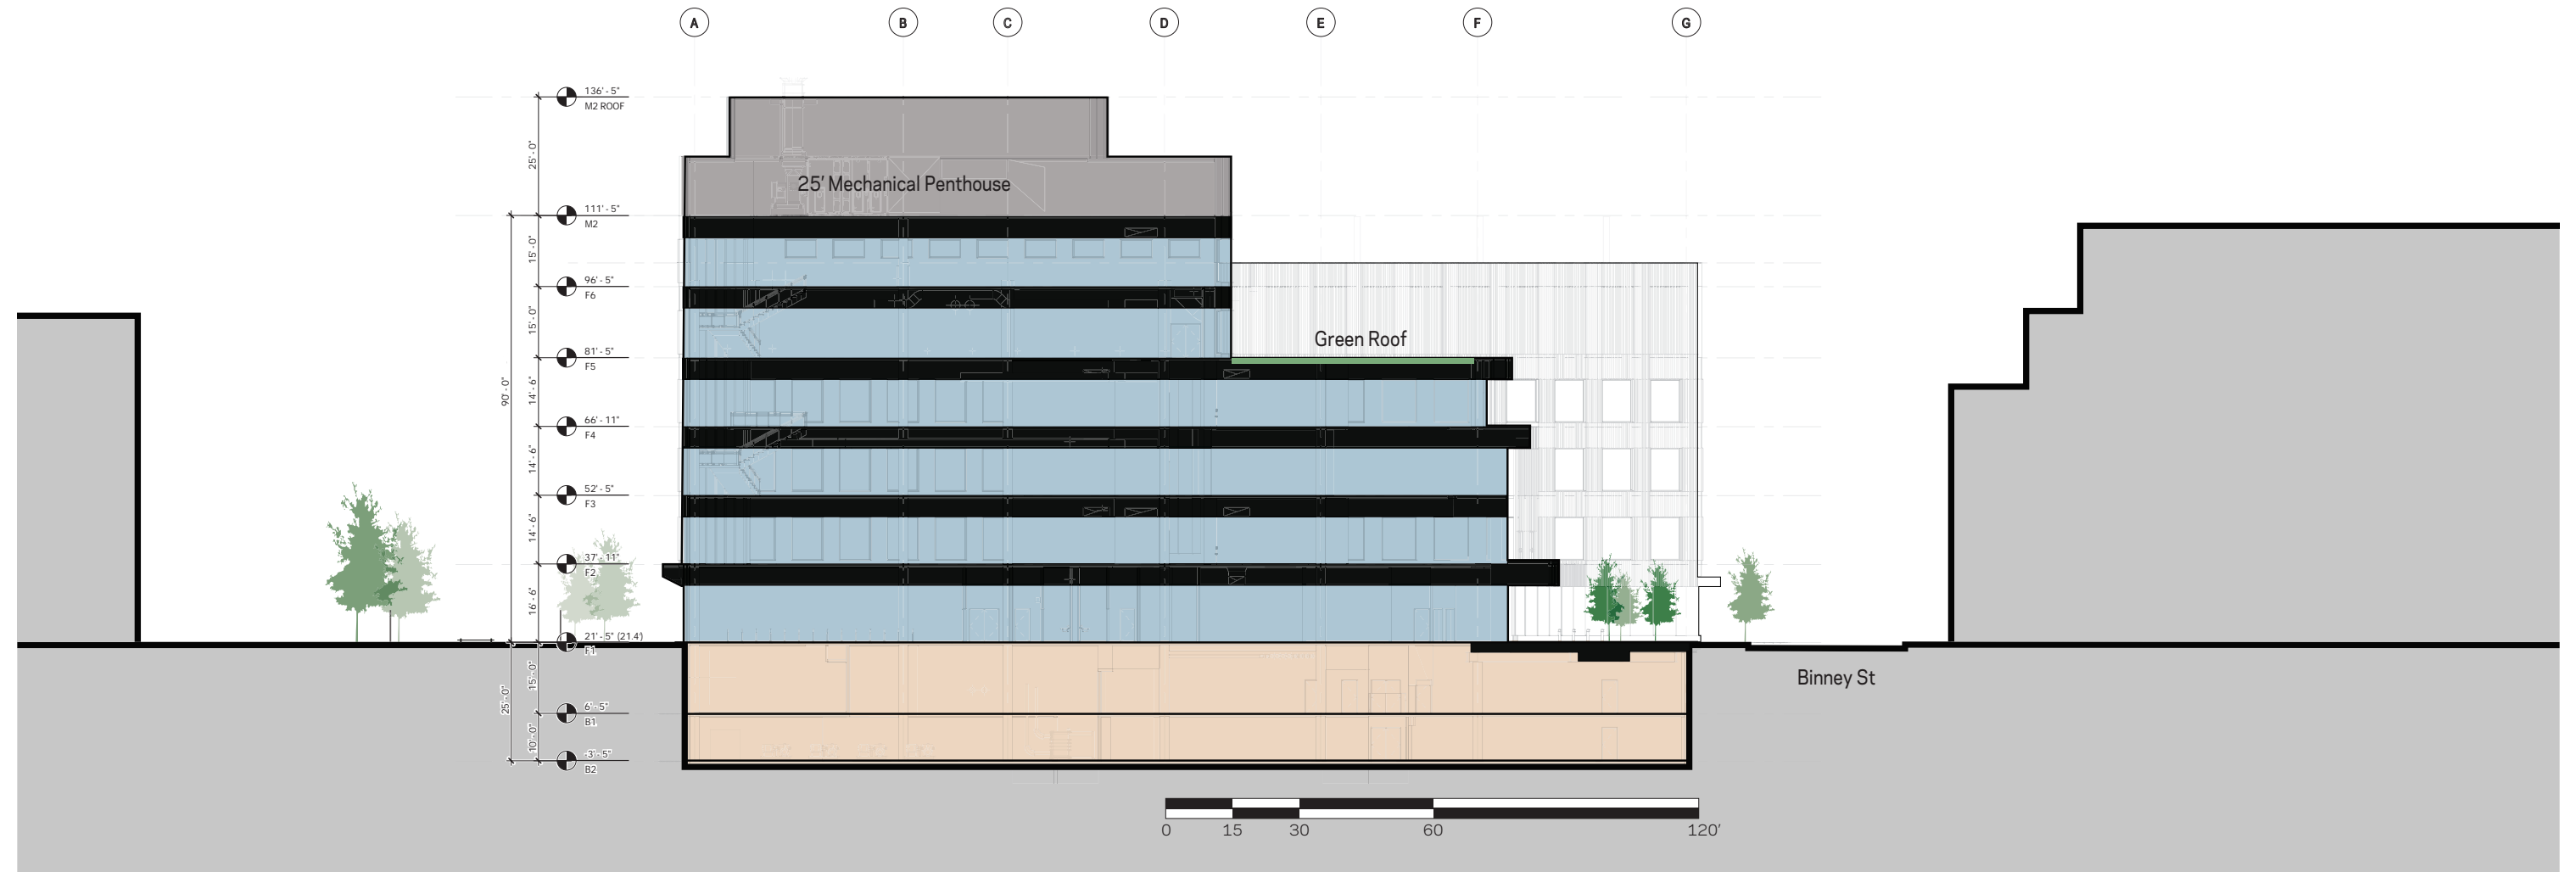 A B C D E F G
136' - 5"
M2 ROOF
25' - 0"
25' Mechanical Penthouse
111' - 5"
M2
15' - 0"
96' - 5"
F6
15' - 0"
Green Roof
81' - 5"
F5
14' - 6"
90' - 0"
66' - 11"
F4
14' - 6"
52' - 5"
F3
14' - 6"
37' - 11"
F2
16' - 6"
21' - 5" (21.4')
F1
15' - 0"
Binney St
25' - 0"
6' - 5"
B1
10' - 0"
-3' - 5"
B2
0 15 30 60 120'